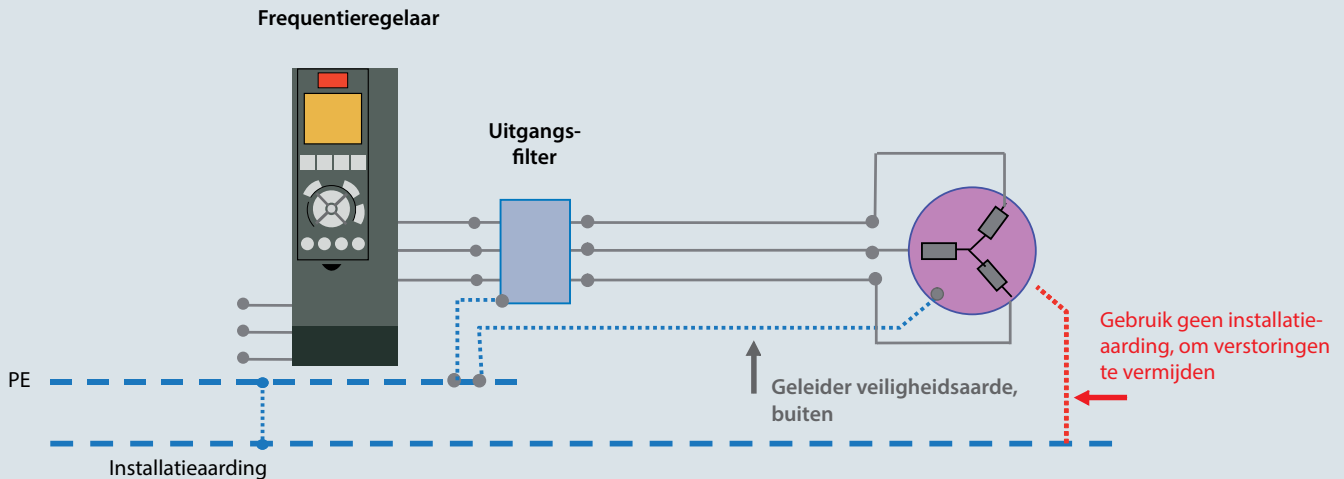 Frequentieregelaar
Uitgangs-
filter
Gebruik geen installatie-
aarding, om verstoringen
te vermijden
PE
Geleider veiligheidsaarde,
buiten
Installatieaarding